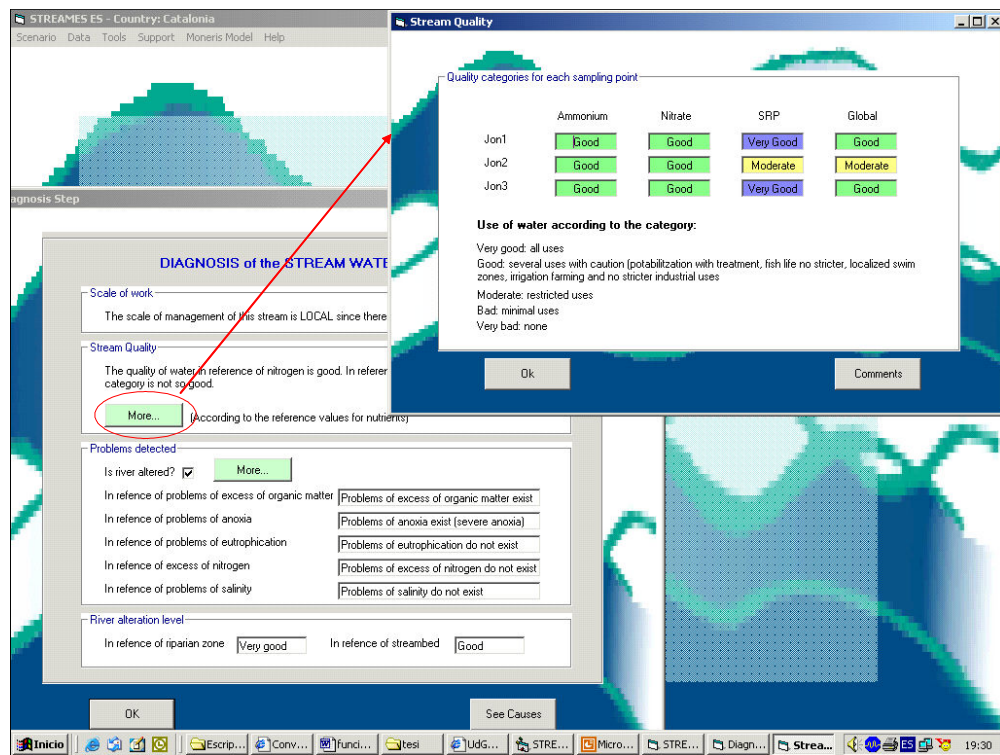 STREAMES ES - Country: Catalonia
Scenario Data Tools Support Moneris Model Help
Stream Quality
Quality categories for each sampling point
Ammonium Nitrate SRP Global
Jon1 Good Good Very Good Good
Jon2 Good Good Moderate Moderate
Jon3 Good Good Very Good Good
Use of water according to the category:
Very good: all uses
Good: several uses with caution (potabilitzation with treatment, fish life no stricter, localized swim
zones, irrigation farming and no stricter industrial uses
Moderate: restricted uses
Bad: minimal uses
Very bad: none
Ok Comments
agnosis Step
DIAGNOSIS of the STREAM WATE
Scale of work
The scale of management of this stream is LOCAL since there
Stream Quality
The quality of water in reference of nitrogen is good. In referer
category is not so good.
More... (According to the reference values for nutrients)
Problems detected
Is river altered? More...
In refence of problems of excess of organic matter Problems of excess of organic matter exist
In refence of problems of anoxia Problems of anoxia exist (severe anoxia)
In refence of problems of eutrophication Problems of eutrophication do not exist
In refence of excess of nitrogen Problems of excess of nitrogen do not exist
In refence of problems of salinity Problems of salinity do not exist
River alteration level
In refence of riparian zone Very good In refence of streambed Good
OK See Causes
Inicio Escrip... Conv... funci... tesi UdG... STRE... Micro... STRE... Diagn... Strea... ES 19:30